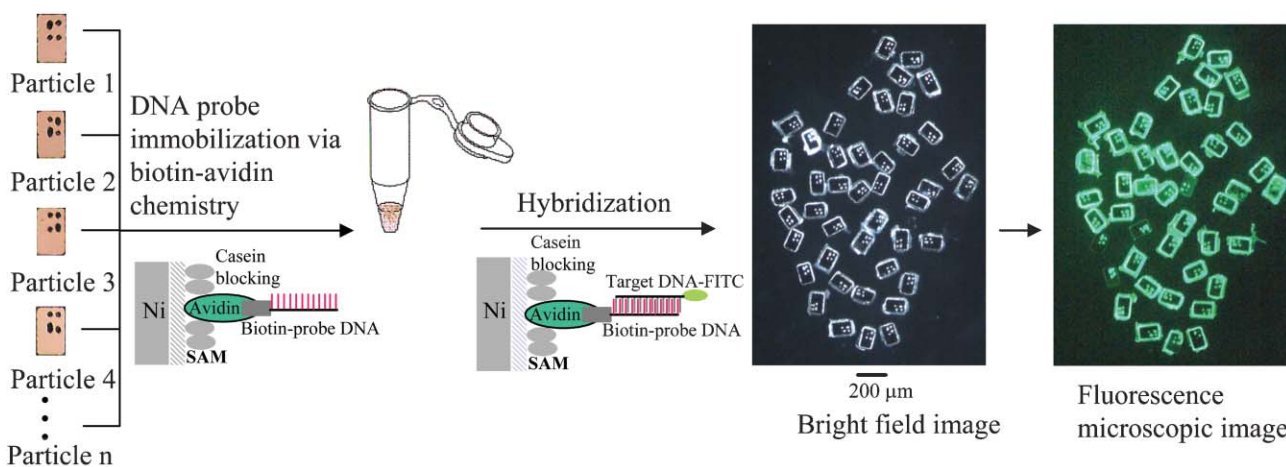 Particle 1
Particle 2
Particle 3
Particle 4
Particle n
DNA probe
immobilization via
biotin-avidin
chemistry
Casein
blocking
Ni
Avidin
Biotin-probe DNA
SAM
Hybridization
Casein
blocking
Target DNA-FITC
Ni
Avidin
Biotin-probe DNA
SAM
200 μm
Bright field image
Fluorescence
microscopic image